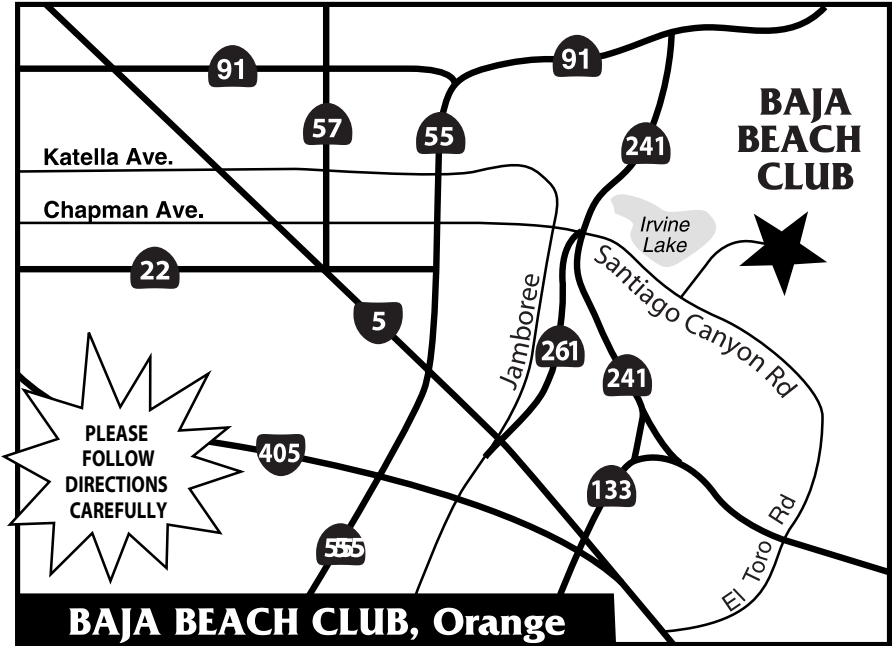 91
91
57
55
241
BAJA
BEACH
CLUB
Katella Ave.
Chapman Ave.
Irvine
Lake
22
Santiago Canyon Rd
5
Jamboree
261
241
PLEASE
FOLLOW
DIRECTIONS
CAREFULLY
405
133
El Toro Rd
55
BAJA BEACH CLUB, Orange